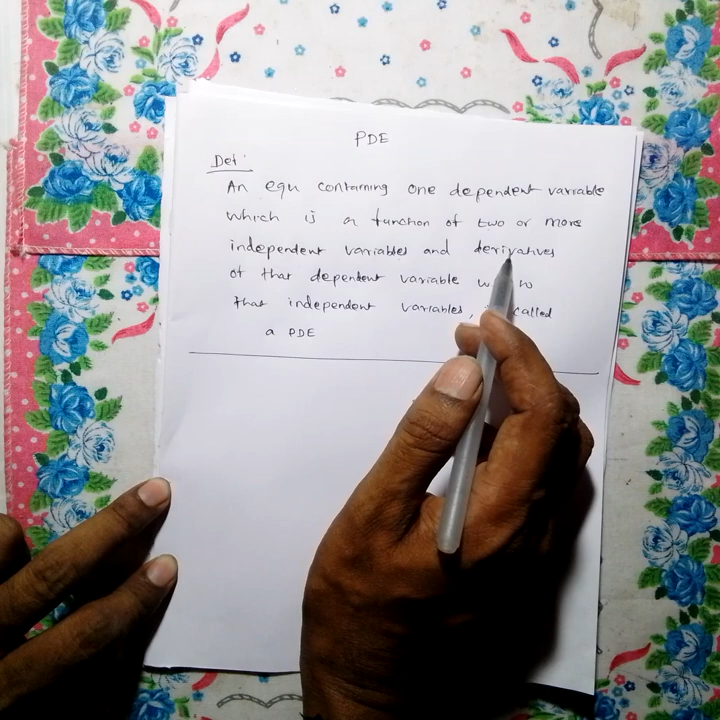 PDE
Def:
An equ containing one dependent variable
which is a function of two or more
independent variables and derivatives
of that dependent variable
that independent variables, called
a PDE